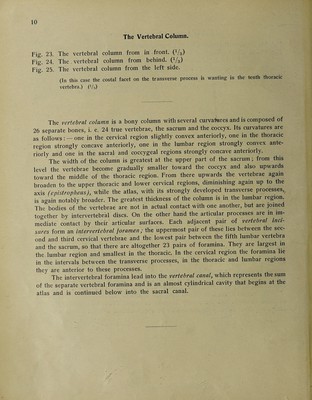 10
The Vertebral Column.
Fig. 23. The vertebral column from in front. (1/3)
Fig. 24. The vertebral column from behind. (1/3)
Fig. 25. The vertebral column from the left side.
(In this case the costal facet on the transverse process is wanting in the tenth thoracic
vertebra.) (1/3)
The vertebral column is a bony column with several curvatures and is composed of
26 separate bones, i. e. 24 true vertebrae, the sacrum and the coccyx. Its curvatures are
as follows: — one in the cervical region slightly convex anteriorly, one in the thoracic
region strongly concave anteriorly, one in the lumbar region strongly convex ante-
riorly and one in the sacral and coccygeal regions strongly concave anteriorly.
The width of the column is greatest at the upper part of the sacrum; from this
level the vertebrae become gradually smaller toward the coccyx and also upwards
toward the middle of the thoracic region. From there upwards the vertebrae again
broaden to the upper thoracic and lower cervical regions, diminishing again up to the
axis (epistropheus), while the atlas, with its strongly developed transverse processes,
is again notably broader. The greatest thickness of the column is in the lumbar region.
The bodies of the vertebrae are not in actual contact with one another, but are joined
together by intervertebral discs. On the other hand the articular processes are in im-
mediate contact by their articular surfaces. Each adjacent pair of vertebral inci-
sures form an intervertebral foramen; the uppermost pair of these lies between the sec-
ond and third cervical vertebrae and the lowest pair between the fifth lumbar vertebra
and the sacrum, so that there are altogether 23 pairs of foramina. They are largest in
the lumbar region and smallest in the thoracic. In the cervical region the foramina lie
in the intervals between the transverse processes, in the thoracic and lumbar regions
they are anterior to these processes.
The intervertebral foramina lead into the vertebral canal, which represents the sum
of the separate vertebral foramina and is an almost cylindrical cavity that begins at the
atlas and is continued below into the sacral canal.